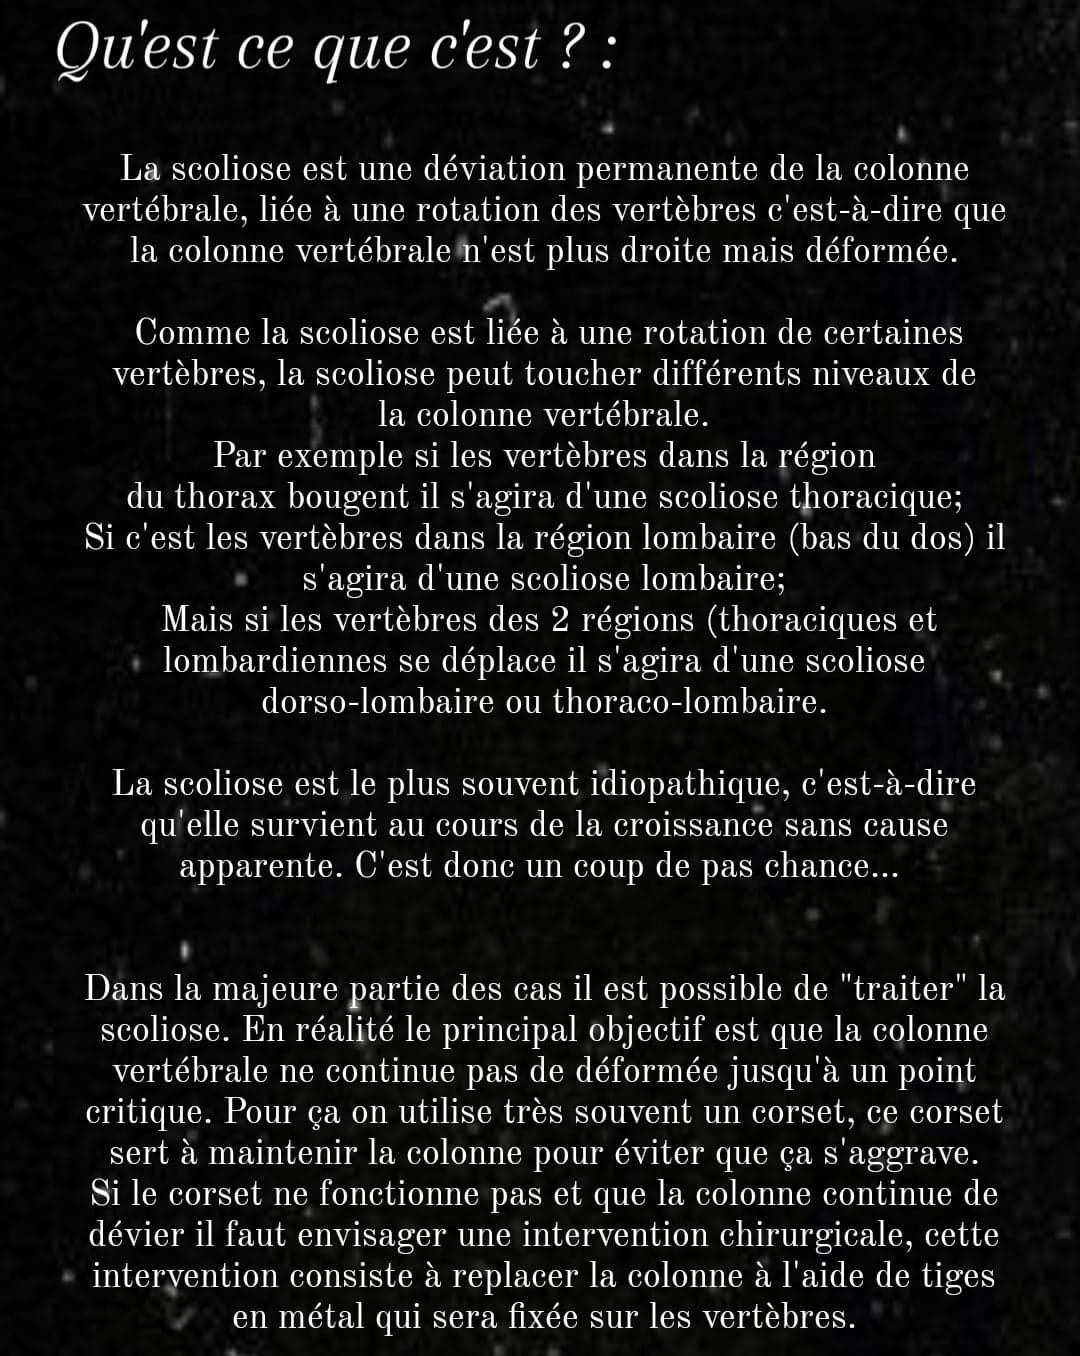 Qu'est ce que c'est ? :
La scoliose est une déviation permanente de la colonne
vertébrale, liée à une rotation des vertèbres c'est-à-dire que
la colonne vertébrale n'est plus droite mais déformée.
Comme la scoliose est liée à une rotation de certaines
vertèbres, la scoliose peut toucher différents niveaux de
la colonne vertébrale.
Par exemple si les vertèbres dans la région
du thorax bougent il s'agira d'une scoliose thoracique;
Si c'est les vertèbres dans la région lombaire (bas du dos) il
s'agira d'une scoliose lombaire;
Mais si les vertèbres des 2 régions (thoraciques et
lombardiennes se déplace il s'agira d'une scoliose
dorso-lombaire ou thoraco-lombaire.
La scoliose est le plus souvent idiopathique, c'est-à-dire
qu'elle survient au cours de la croissance sans cause
apparente. C'est donc un coup de pas chance...
Dans la majeure partie des cas il est possible de "traiter" la
scoliose. En réalité le principal objectif est que la colonne
vertébrale ne continue pas de déformée jusqu'à un point
critique. Pour ça on utilise très souvent un corset, ce corset
sert à maintenir la colonne pour éviter que ça s'aggrave.
Si le corset ne fonctionne pas et que la colonne continue de
dévier il faut envisager une intervention chirurgicale, cette
intervention consiste à replacer la colonne à l'aide de tiges
en métal qui sera fixée sur les vertèbres.